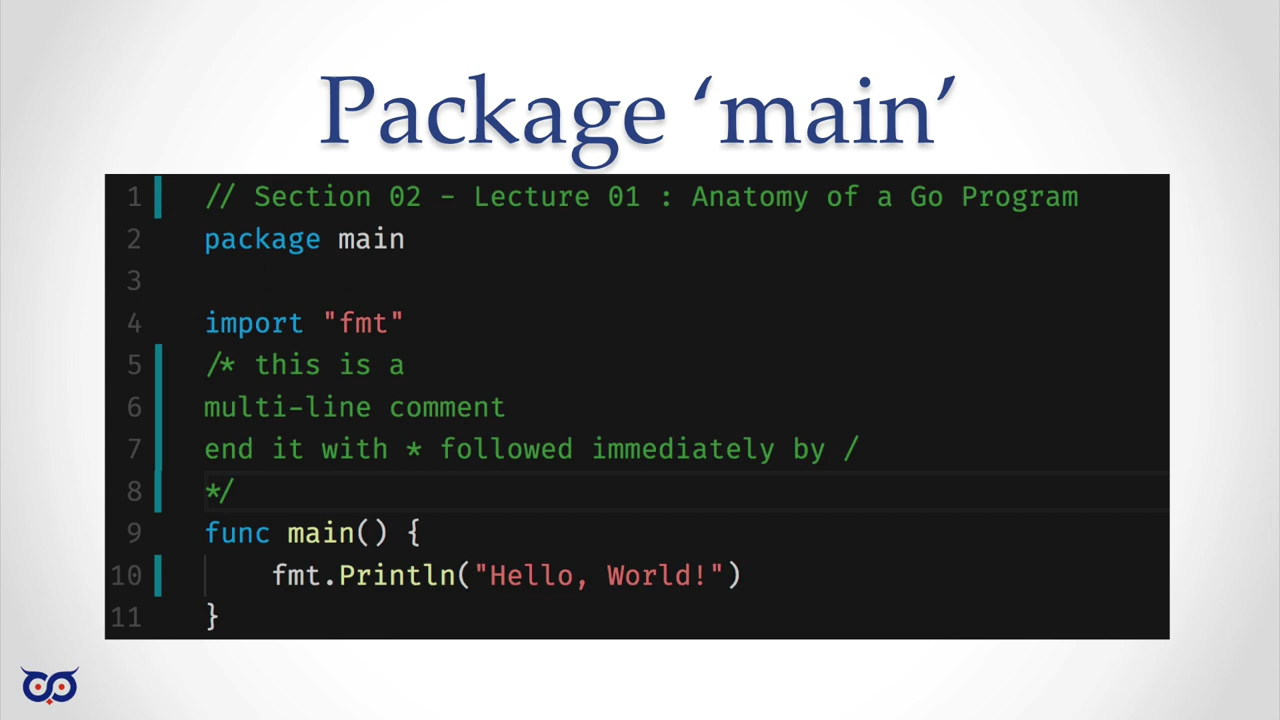 Package ‘main’
1 // Section 02 - Lecture 01 : Anatomy of a Go Program
2 package main
3
4 import "fmt"
5 /* this is a
6 multi-line comment
7 end it with * followed immediately by /
8 */
9 func main() {
10 fmt.Println("Hello, World!")
11 }